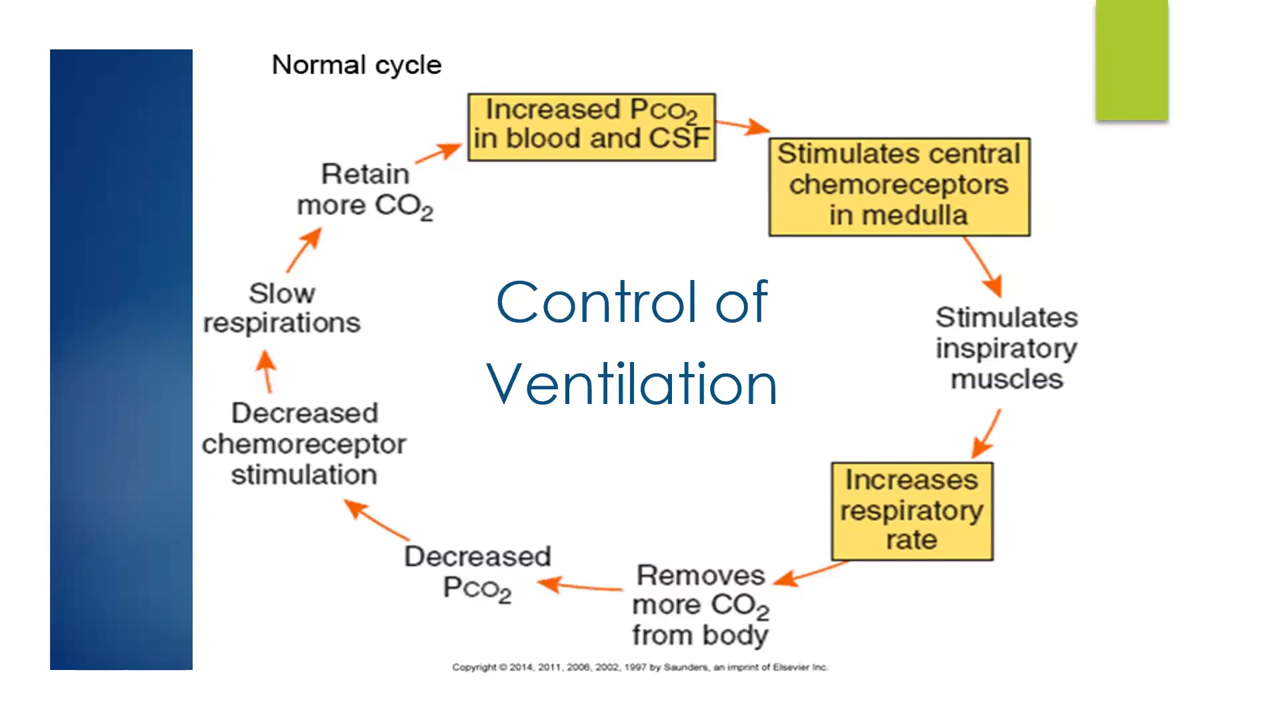 Normal cycle
Increased PCO₂
in blood and CSF
Stimulates central
chemoreceptors
in medulla
Stimulates
inspiratory
muscles
Increases
respiratory
rate
Removes
more CO₂
from body
Decreased
PCO₂
Decreased
chemoreceptor
stimulation
Slow
respirations
Retain
more CO₂
Control of
Ventilation
Copyright © 2014, 2011, 2006, 2002, 1997 by Saunders, an imprint of Elsevier Inc.